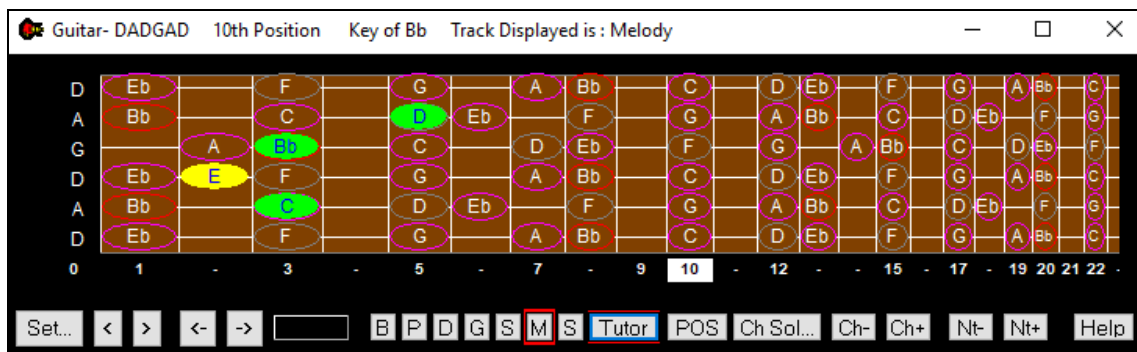 Guitar- DADGAD 10th Position Key of Bb Track Displayed is : Melody
D Eb F G A Bb C D Eb F G A Bb C
A Bb C D Eb F G A Bb C D Eb F G
G A Bb C D Eb F G A Bb C D Eb F
D Eb E F G A Bb C D Eb F G A Bb C
A Bb C D Eb F G A Bb C D Eb F G
D Eb F G A Bb C D Eb F G A Bb C
0 1 - 3 - 5 - 7 - 9 10 - 12 - - 15 - 17 - 19 20 21 22 -
Set... < > <- -> B P D G S M S Tutor POS Ch Sol... Ch- Ch+ Nt- Nt+ Help